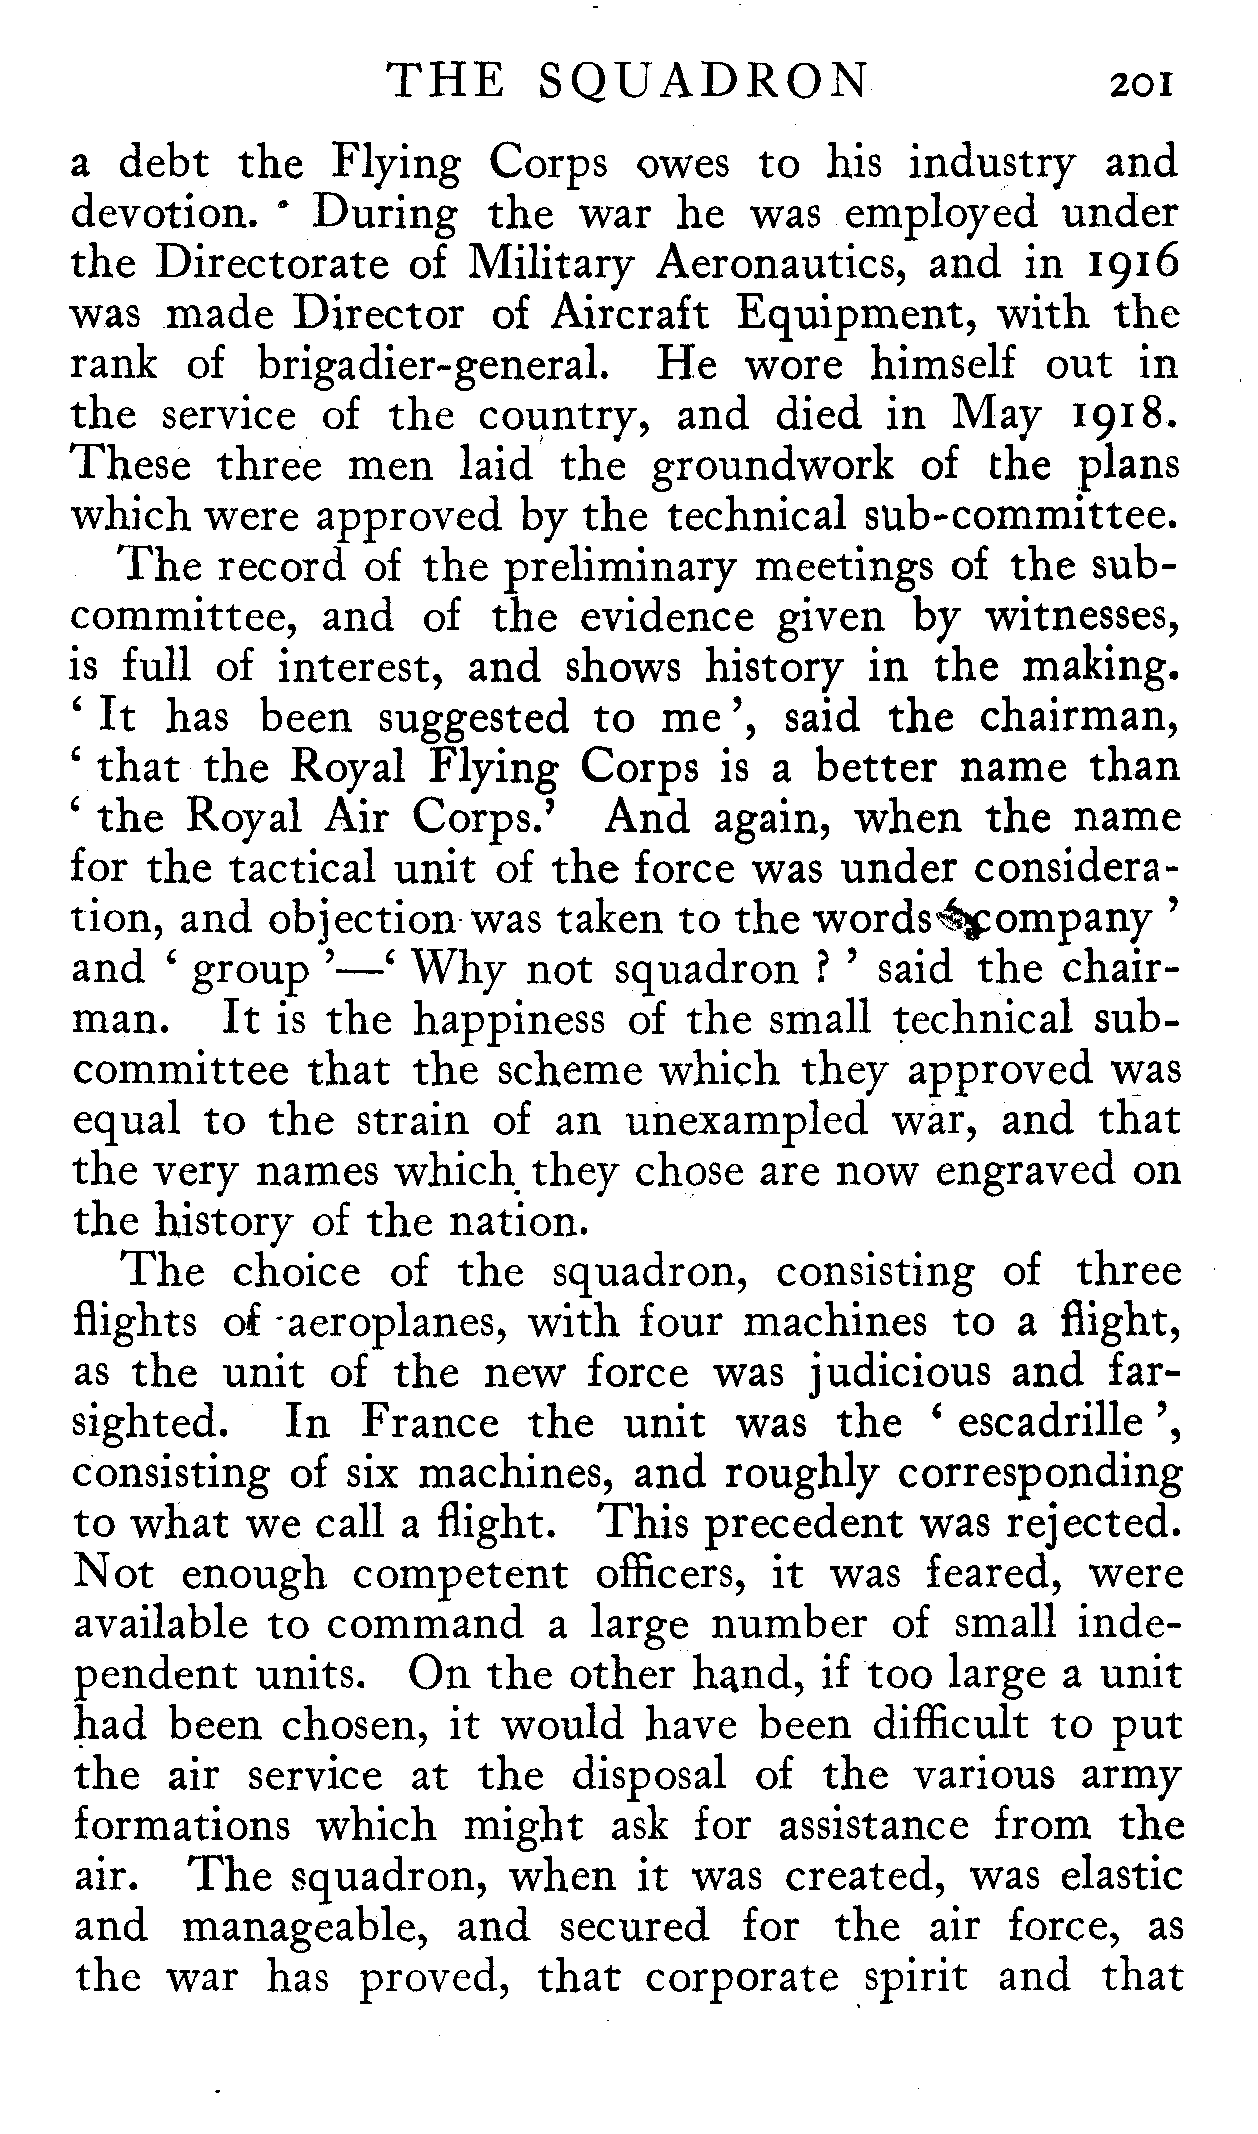 THE SQUADRON 201
a debt the Flying Corps owes to his industry and
devotion. During the war he was employed under
the Directorate of Military Aeronautics, and in 1916
was made Director of Aircraft Equipment, with the
rank of brigadier-general. He wore himself out in
the service of the country, and died in May 1918.
These three men laid the groundwork of the plans
which were approved by the technical sub-committee.
The record of the preliminary meetings of the sub-
committee, and of the evidence given by witnesses,
is full of interest, and shows history in the making.
‘ It has been suggested to me ’, said the chairman,
‘ that the Royal Flying Corps is a better name than
‘ the Royal Air Corps.’ And again, when the name
for the tactical unit of the force was under considera-
tion, and objection was taken to the words ‘ company ’
and ‘ group ’—‘ Why not squadron ? ’ said the chair-
man. It is the happiness of the small technical sub-
committee that the scheme which they approved was
equal to the strain of an unexampled war, and that
the very names which they chose are now engraved on
the history of the nation.
The choice of the squadron, consisting of three
flights of aeroplanes, with four machines to a flight,
as the unit of the new force was judicious and far-
sighted. In France the unit was the ‘ escadrille ’,
consisting of six machines, and roughly corresponding
to what we call a flight. This precedent was rejected.
Not enough competent officers, it was feared, were
available to command a large number of small inde-
pendent units. On the other hand, if too large a unit
had been chosen, it would have been difficult to put
the air service at the disposal of the various army
formations which might ask for assistance from the
air. The squadron, when it was created, was elastic
and manageable, and secured for the air force, as
the war has proved, that corporate spirit and that